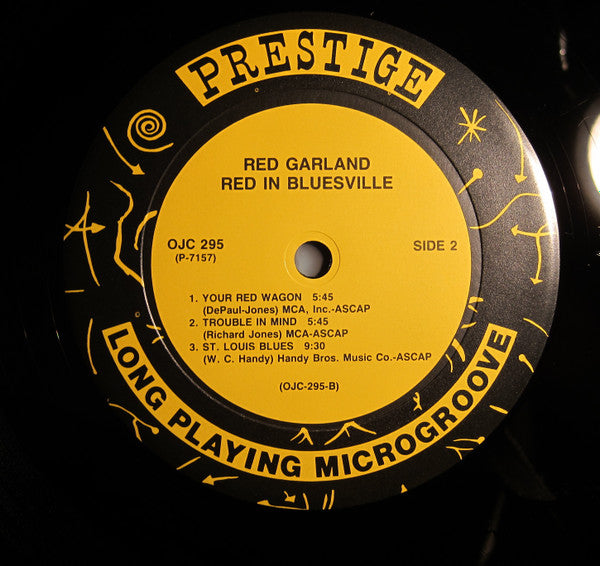 PRESTIGE
RED GARLAND
RED IN BLUESVILLE
OJC 295
(P-7157)
SIDE 2
1. YOUR RED WAGON 5:45
(DePaul-Jones) MCA, Inc.-ASCAP
2. TROUBLE IN MIND 5:45
(Richard Jones) MCA-ASCAP
3. ST. LOUIS BLUES 9:30
(W. C. Handy) Handy Bros. Music Co.-ASCAP
(OJC-295-B)
LONG PLAYING MICROGROOVE